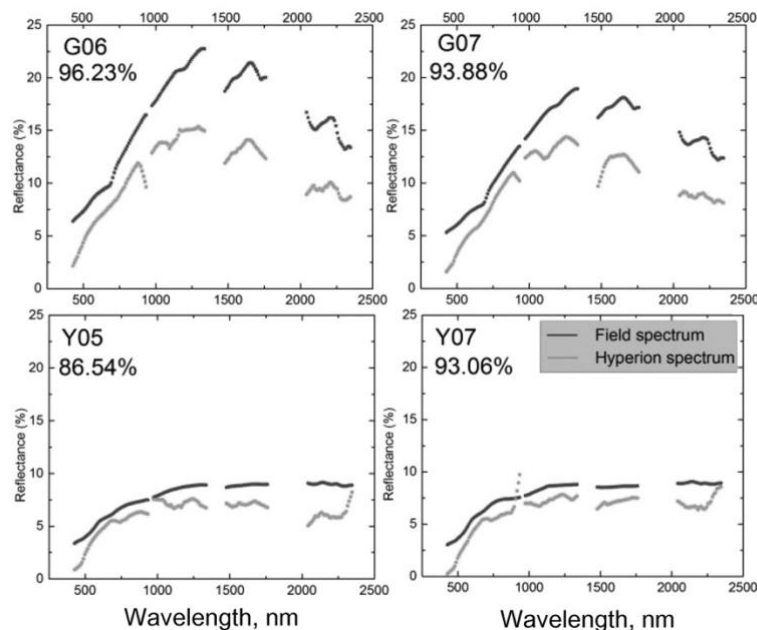 500 1000 1500 2000 2500
500 1000 1500 2000 2500
25
20
15
10
5
0
Reflectance (%)
G06
96.23%
500 1000 1500 2000 2500
25
20
15
10
5
0
Reflectance (%)
G07
93.88%
500 1000 1500 2000 2500
25
20
15
10
5
0
Reflectance (%)
Y05
86.54%
500 1000 1500 2000 2500
Wavelength, nm
25
20
15
10
5
0
Reflectance (%)
Y07
93.06%
Field spectrum
Hyperion spectrum
500 1000 1500 2000 2500
Wavelength, nm